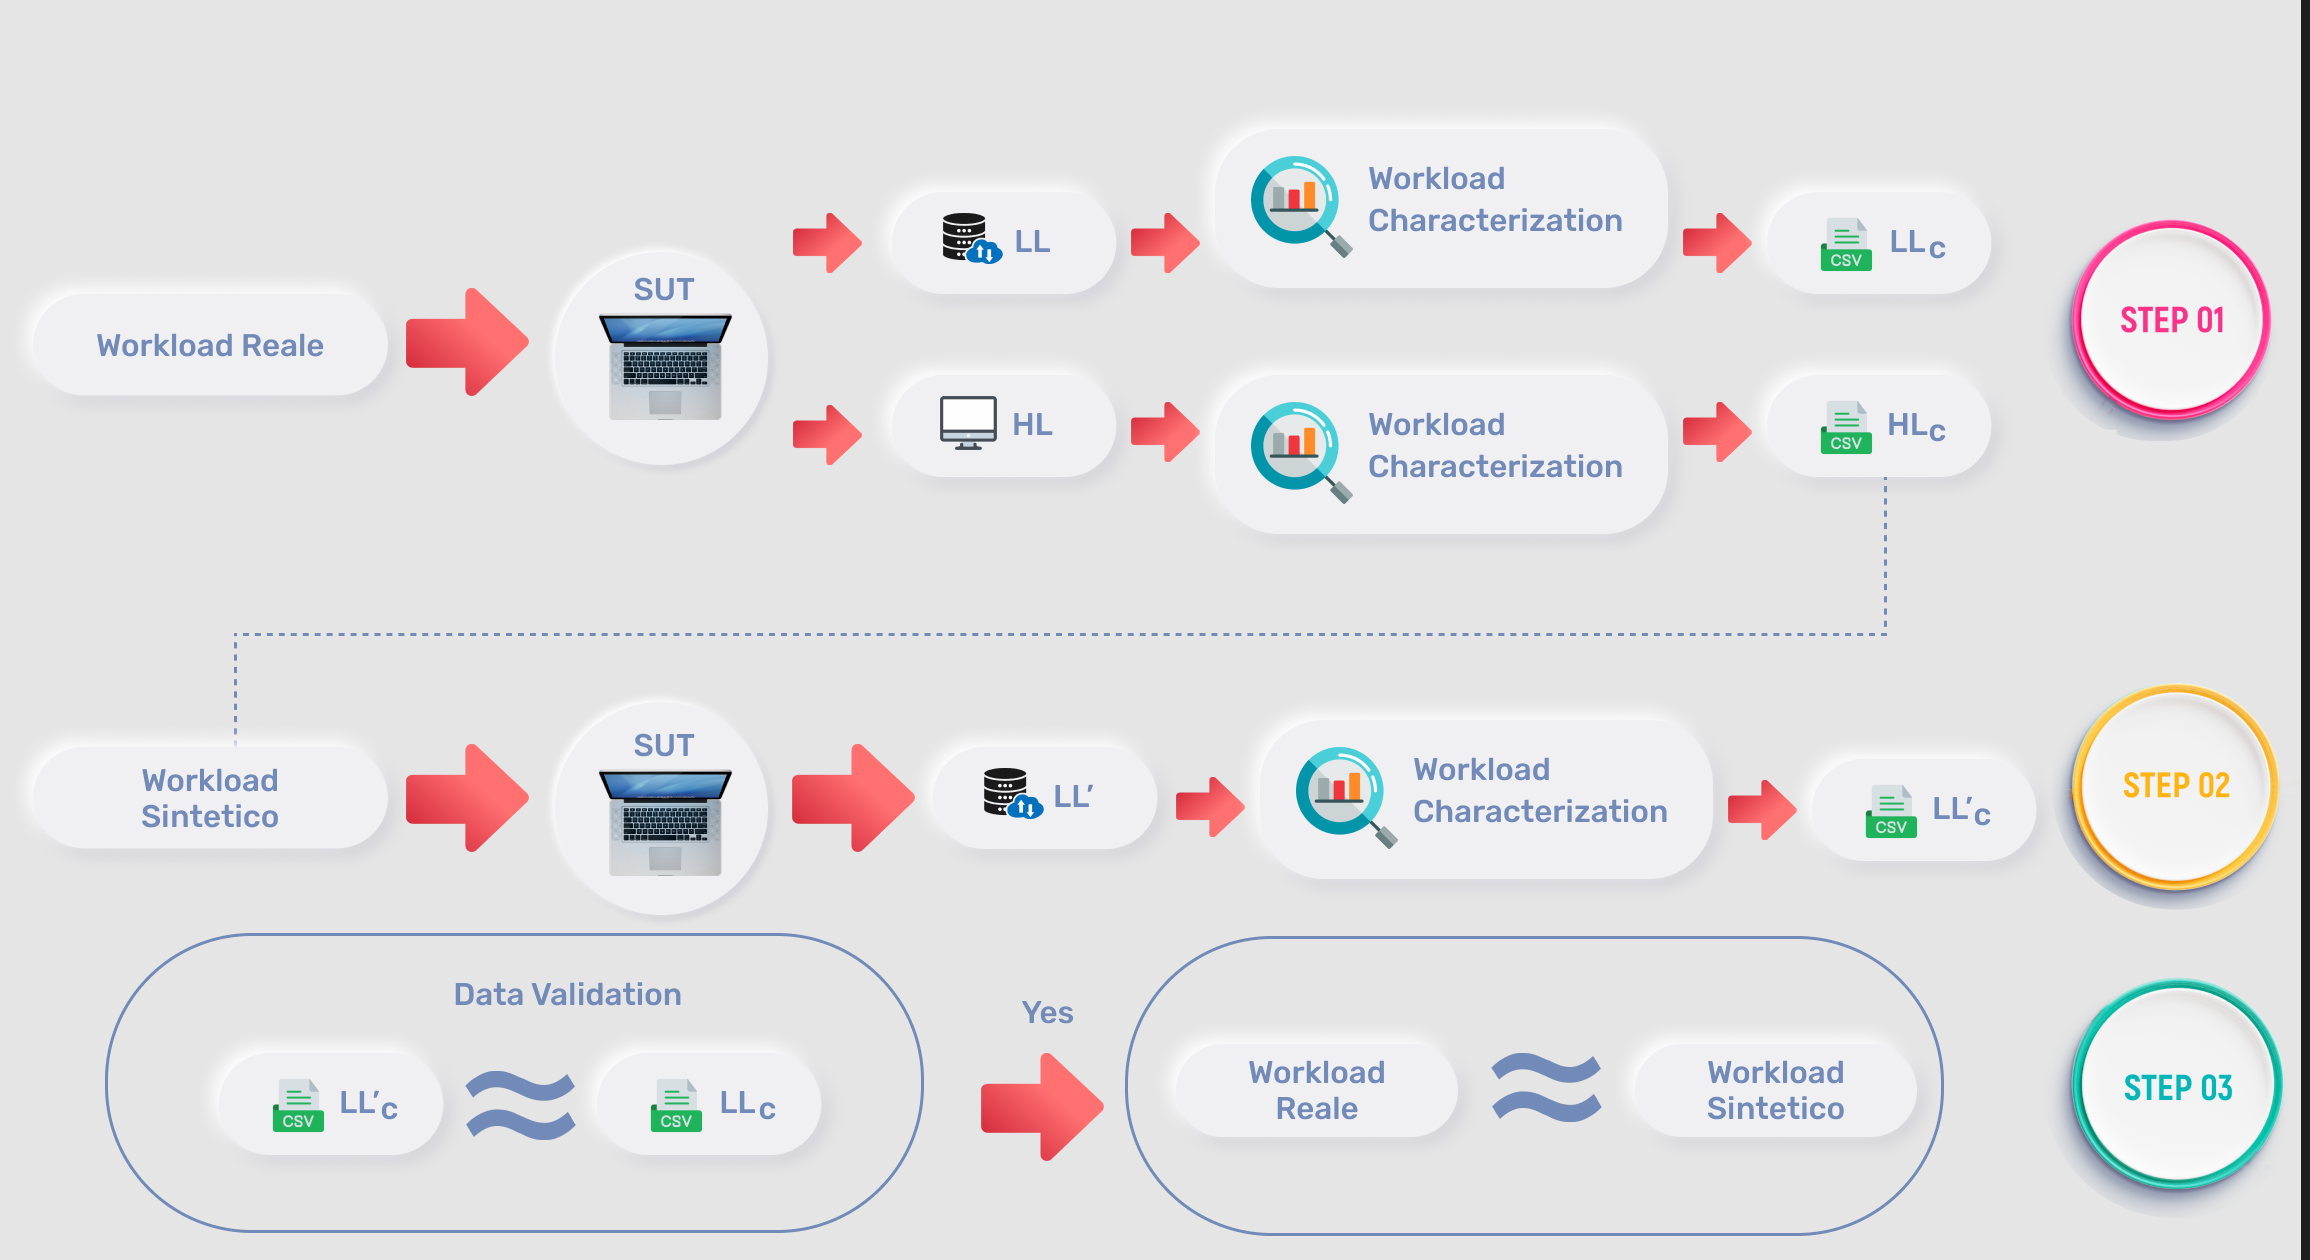 Workload Reale
SUT
LL
Workload
Characterization
CSV
LLc
HL
Workload
Characterization
CSV
HLc
STEP 01
Workload
Sintetico
SUT
LL’
Workload
Characterization
CSV
LL’c
STEP 02
Data Validation
CSV
LL’c
CSV
LLc
Yes
Workload
Reale
Workload
Sintetico
STEP 03